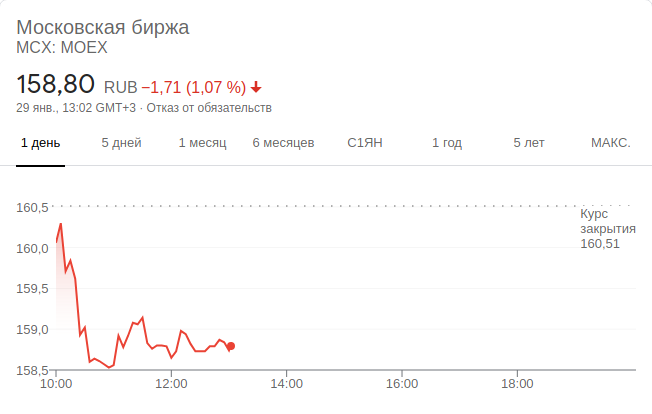 Московская биржа
MCX: MOEX
158,80 RUB −1,71 (1,07 %)
29 янв., 13:02 GMT+3 · Отказ от обязательств
1 день 5 дней 1 месяц 6 месяцев С1ЯН 1 год 5 лет МАКС.
160,5
Курс
закрытия
160,51
160,0
159,5
159,0
158,5
10:00 12:00 14:00 16:00 18:00